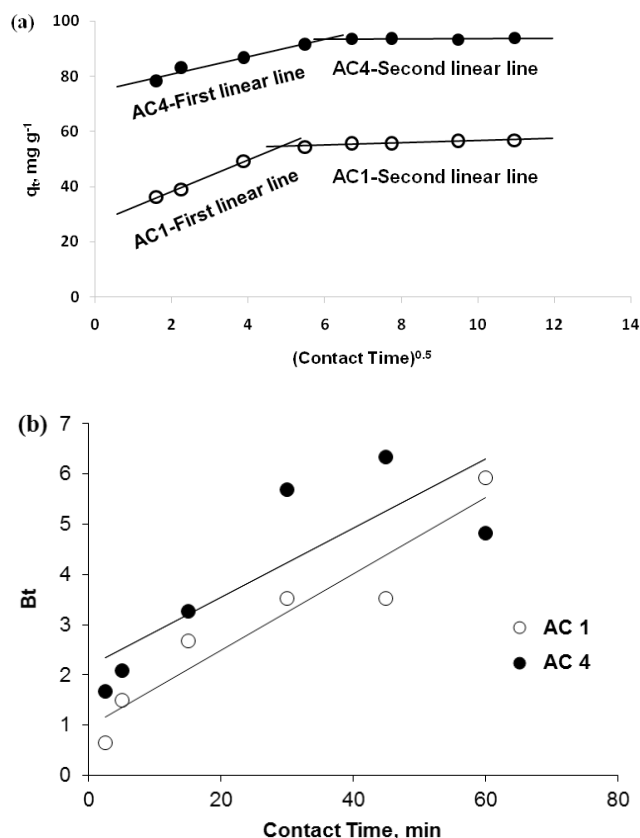 (a)
100
80
60
40
20
0
qt, mg g-1
AC4-First linear line
AC4-Second linear line
AC1-First linear line
AC1-Second linear line
0 2 4 6 8 10 12 14
(Contact Time)0.5
(b)
7
6
5
4
3
2
1
0
Bt
AC 1
AC 4
0 20 40 60 80
Contact Time, min